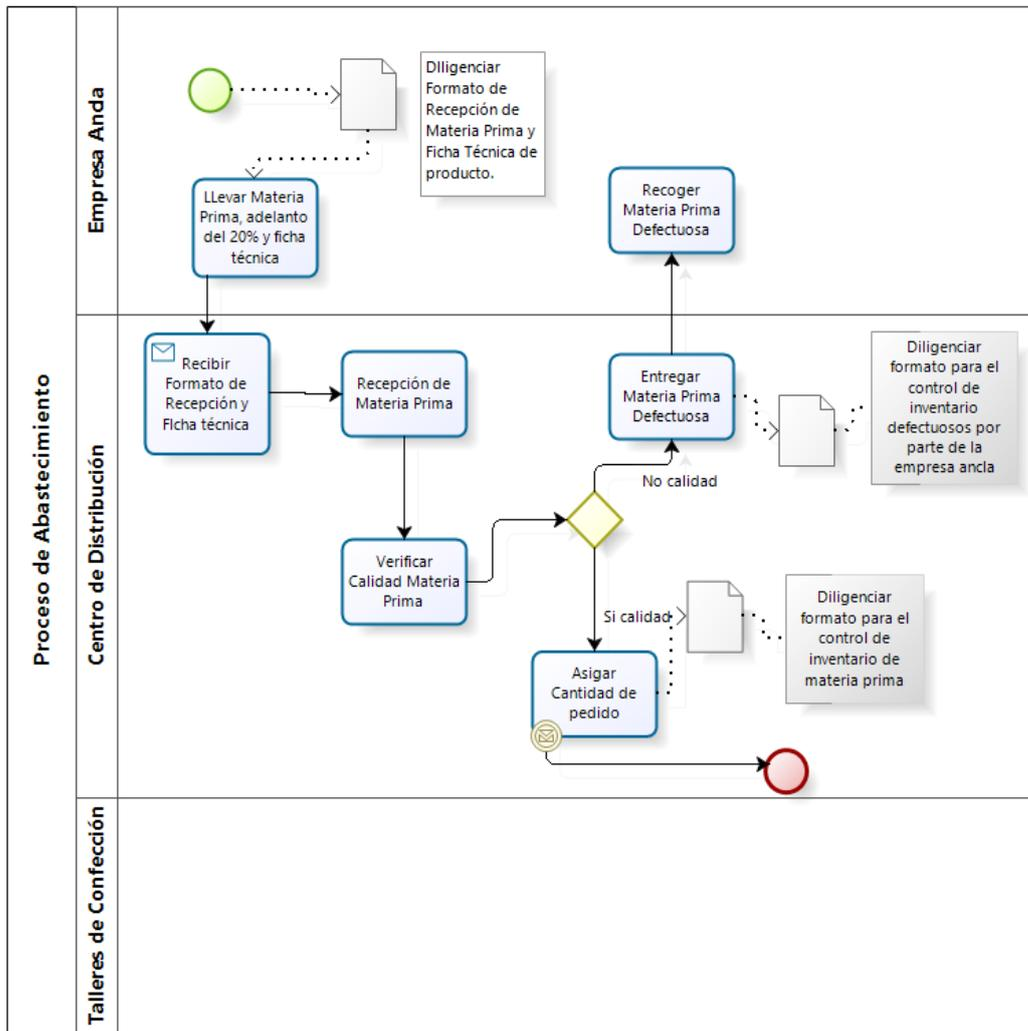 Proceso de Abastecimiento
Empresa Anda
DIligenciar
Formato de
Recepción de
Materia Prima y
Ficha Técnica de
producto.
LLevar Materia
Prima, adelanto
del 20% y ficha
técnica
Recoger
Materia Prima
Defectuosa
Centro de Distribución
Recibir
Formato de
Recepción y
FIcha técnica
Recepción de
Materia Prima
Entregar
Materia Prima
Defectuosa
Diligenciar
formato para el
control de
inventario
defectuosos por
parte de la
empresa ancla
No calidad
Verificar
Calidad Materia
Prima
Si calidad
Asigar
Cantidad de
pedido
Diligenciar
formato para el
control de
inventario de
materia prima
Talleres de Confección